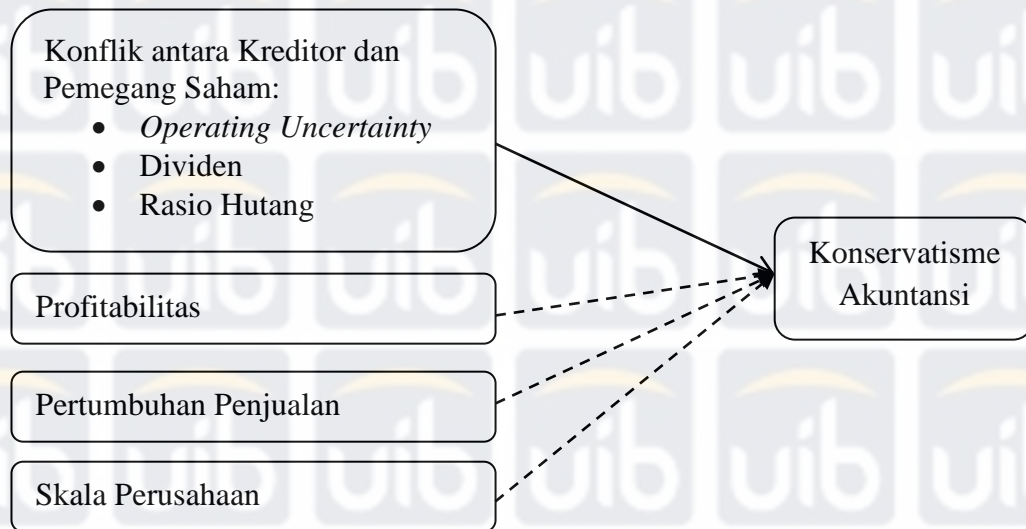 Konflik antara Kreditor dan
Pemegang Saham:
• Operating Uncertainty
• Dividen
• Rasio Hutang
Konservatisme
Akuntansi
Profitabilitas
Pertumbuhan Penjualan
Skala Perusahaan